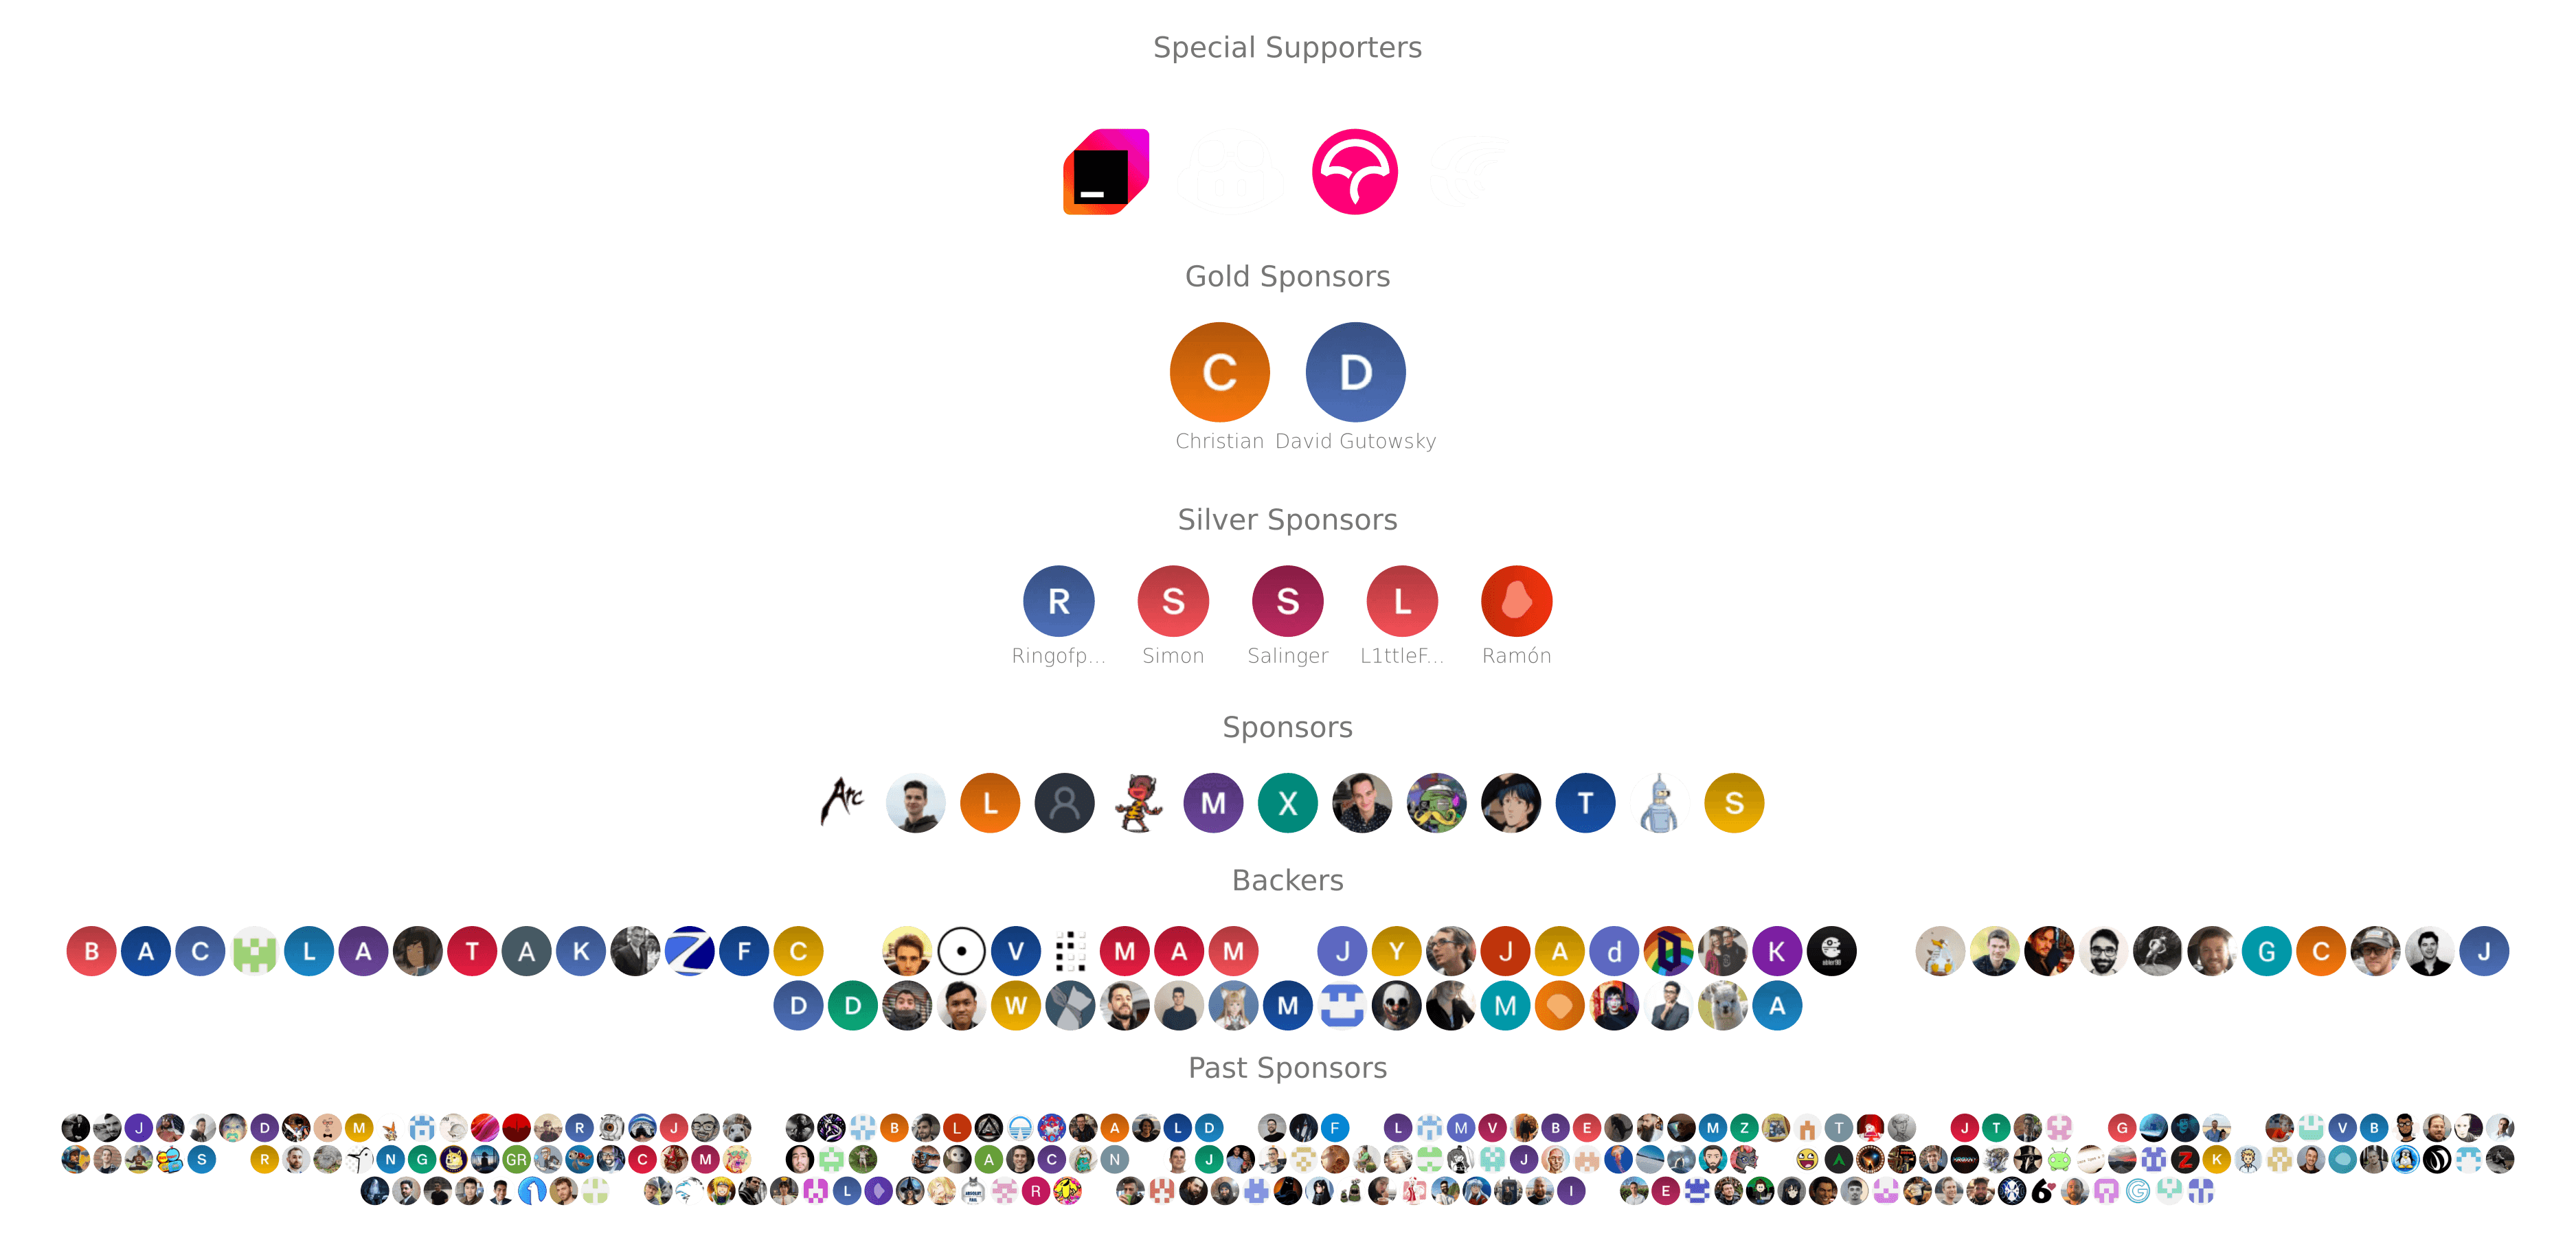 Special Supporters
Gold Sponsors
C D
Christian David Gutowsky
Silver Sponsors
R S S L
Ringofp... Simon Salinger L1ttleF... Ramón
Sponsors
Arc L M X T S
Backers
B A C L A T A K F C V M A M J Y J A d K G C J
D D W M M A
Past Sponsors
J D M R J B L A L D F L M V B E M Z T J T G V B
S R N G GR C M A C N J J K
L R I E